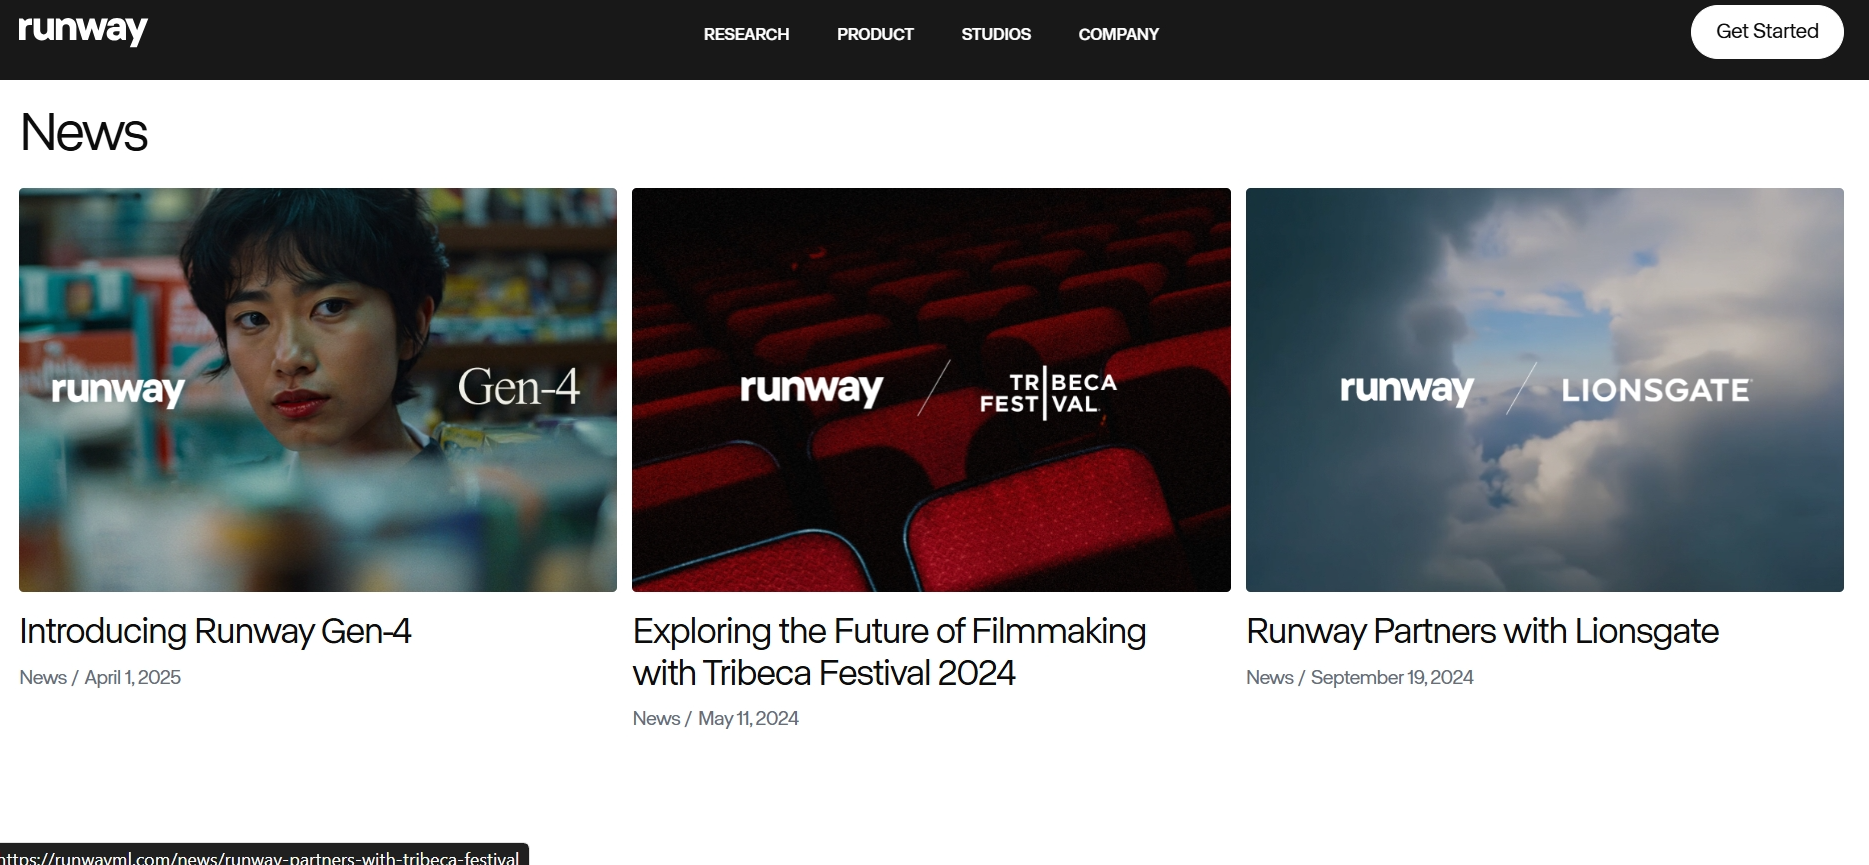 runway
RESEARCH PRODUCT STUDIOS COMPANY
Get Started
News
runway Gen-4
Introducing Runway Gen-4
News / April 1, 2025
runway / TRIBECA FESTIVAL
Exploring the Future of Filmmaking
with Tribeca Festival 2024
News / May 11, 2024
runway / LIONSGATE
Runway Partners with Lionsgate
News / September 19, 2024
https://runwayml.com/news/runway-partners-with-tribeca-festival